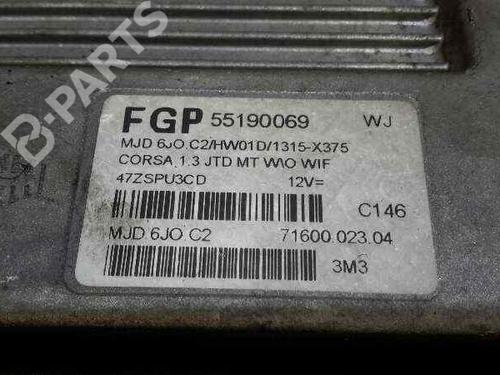 B-PARTS
FGP 55190069 WJ
MJD 6JO.C2/HW01D/1315-X375
CORSA 1.3 JTD MT W/O WIF
47ZSPU3CD 12V=
C146
MJD 6JO.C2 71600.023.04
3M3